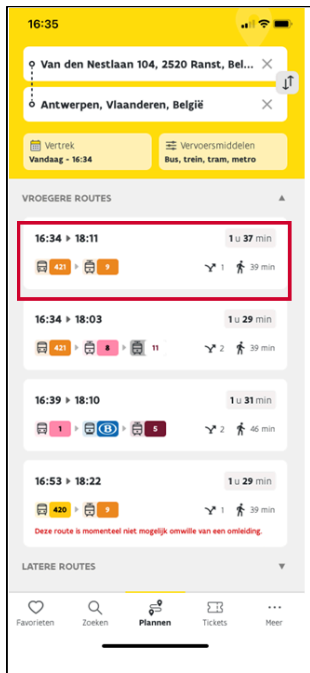 16:35
Van den Nestlaan 104, 2520 Ranst, Bel...
Antwerpen, Vlaanderen, België
Vertrek
Vandaag - 16:34
Vervoersmiddelen
Bus, trein, tram, metro
VROEGERE ROUTES
16:34 ▸ 18:11 1 u 37 min
421 9 1 39 min
16:34 ▸ 18:03 1 u 29 min
421 8 11 2 39 min
16:39 ▸ 18:10 1 u 31 min
1 B 5 2 46 min
16:53 ▸ 18:22 1 u 29 min
420 9 1 39 min
Deze route is momenteel niet mogelijk omwille van een omleiding.
LATERE ROUTES
Favorieten Zoeken Plannen Tickets Meer